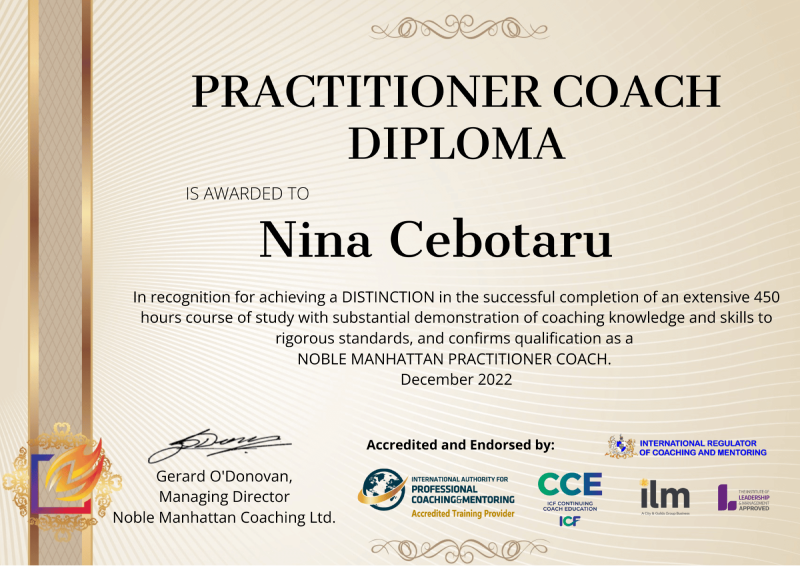 PRACTITIONER COACH
DIPLOMA
IS AWARDED TO
Nina Cebotaru
In recognition for achieving a DISTINCTION in the successful completion of an extensive 450
hours course of study with substantial demonstration of coaching knowledge and skills to
rigorous standards, and confirms qualification as a
NOBLE MANHATTAN PRACTITIONER COACH.
December 2022
Gerard O'Donovan,
Managing Director
Noble Manhattan Coaching Ltd.
Accredited and Endorsed by:
INTERNATIONAL REGULATOR
OF COACHING AND MENTORING
INTERNATIONAL AUTHORITY FOR
PROFESSIONAL
COACHING&MENTORING
Accredited Training Provider
CCE
ICF CONTINUING
COACH EDUCATION
ICF
ilm
A City & Guilds Group Business
THE INSTITUTE OF
LEADERSHIP
& MANAGEMENT
APPROVED